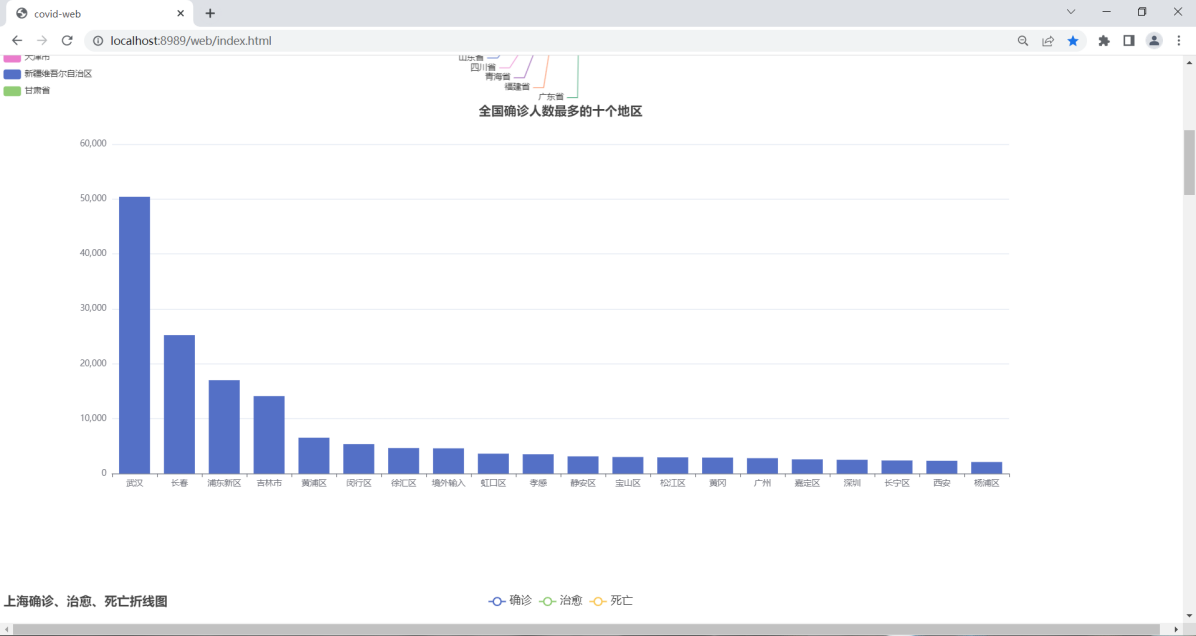 covid-web
localhost:8989/web/index.html
天津市
新疆维吾尔自治区
甘肃省
山东省
四川省
青海省
福建省
广东省
全国确诊人数最多的十个地区
60,000
50,000
40,000
30,000
20,000
10,000
0
武汉 长春 浦东新区 吉林市 黄浦区 闵行区 徐汇区 境外输入 虹口区 孝感 静安区 宝山区 松江区 黄冈 广州 嘉定区 深圳 长宁区 西安 杨浦区
上海确诊、治愈、死亡折线图 确诊 治愈 死亡